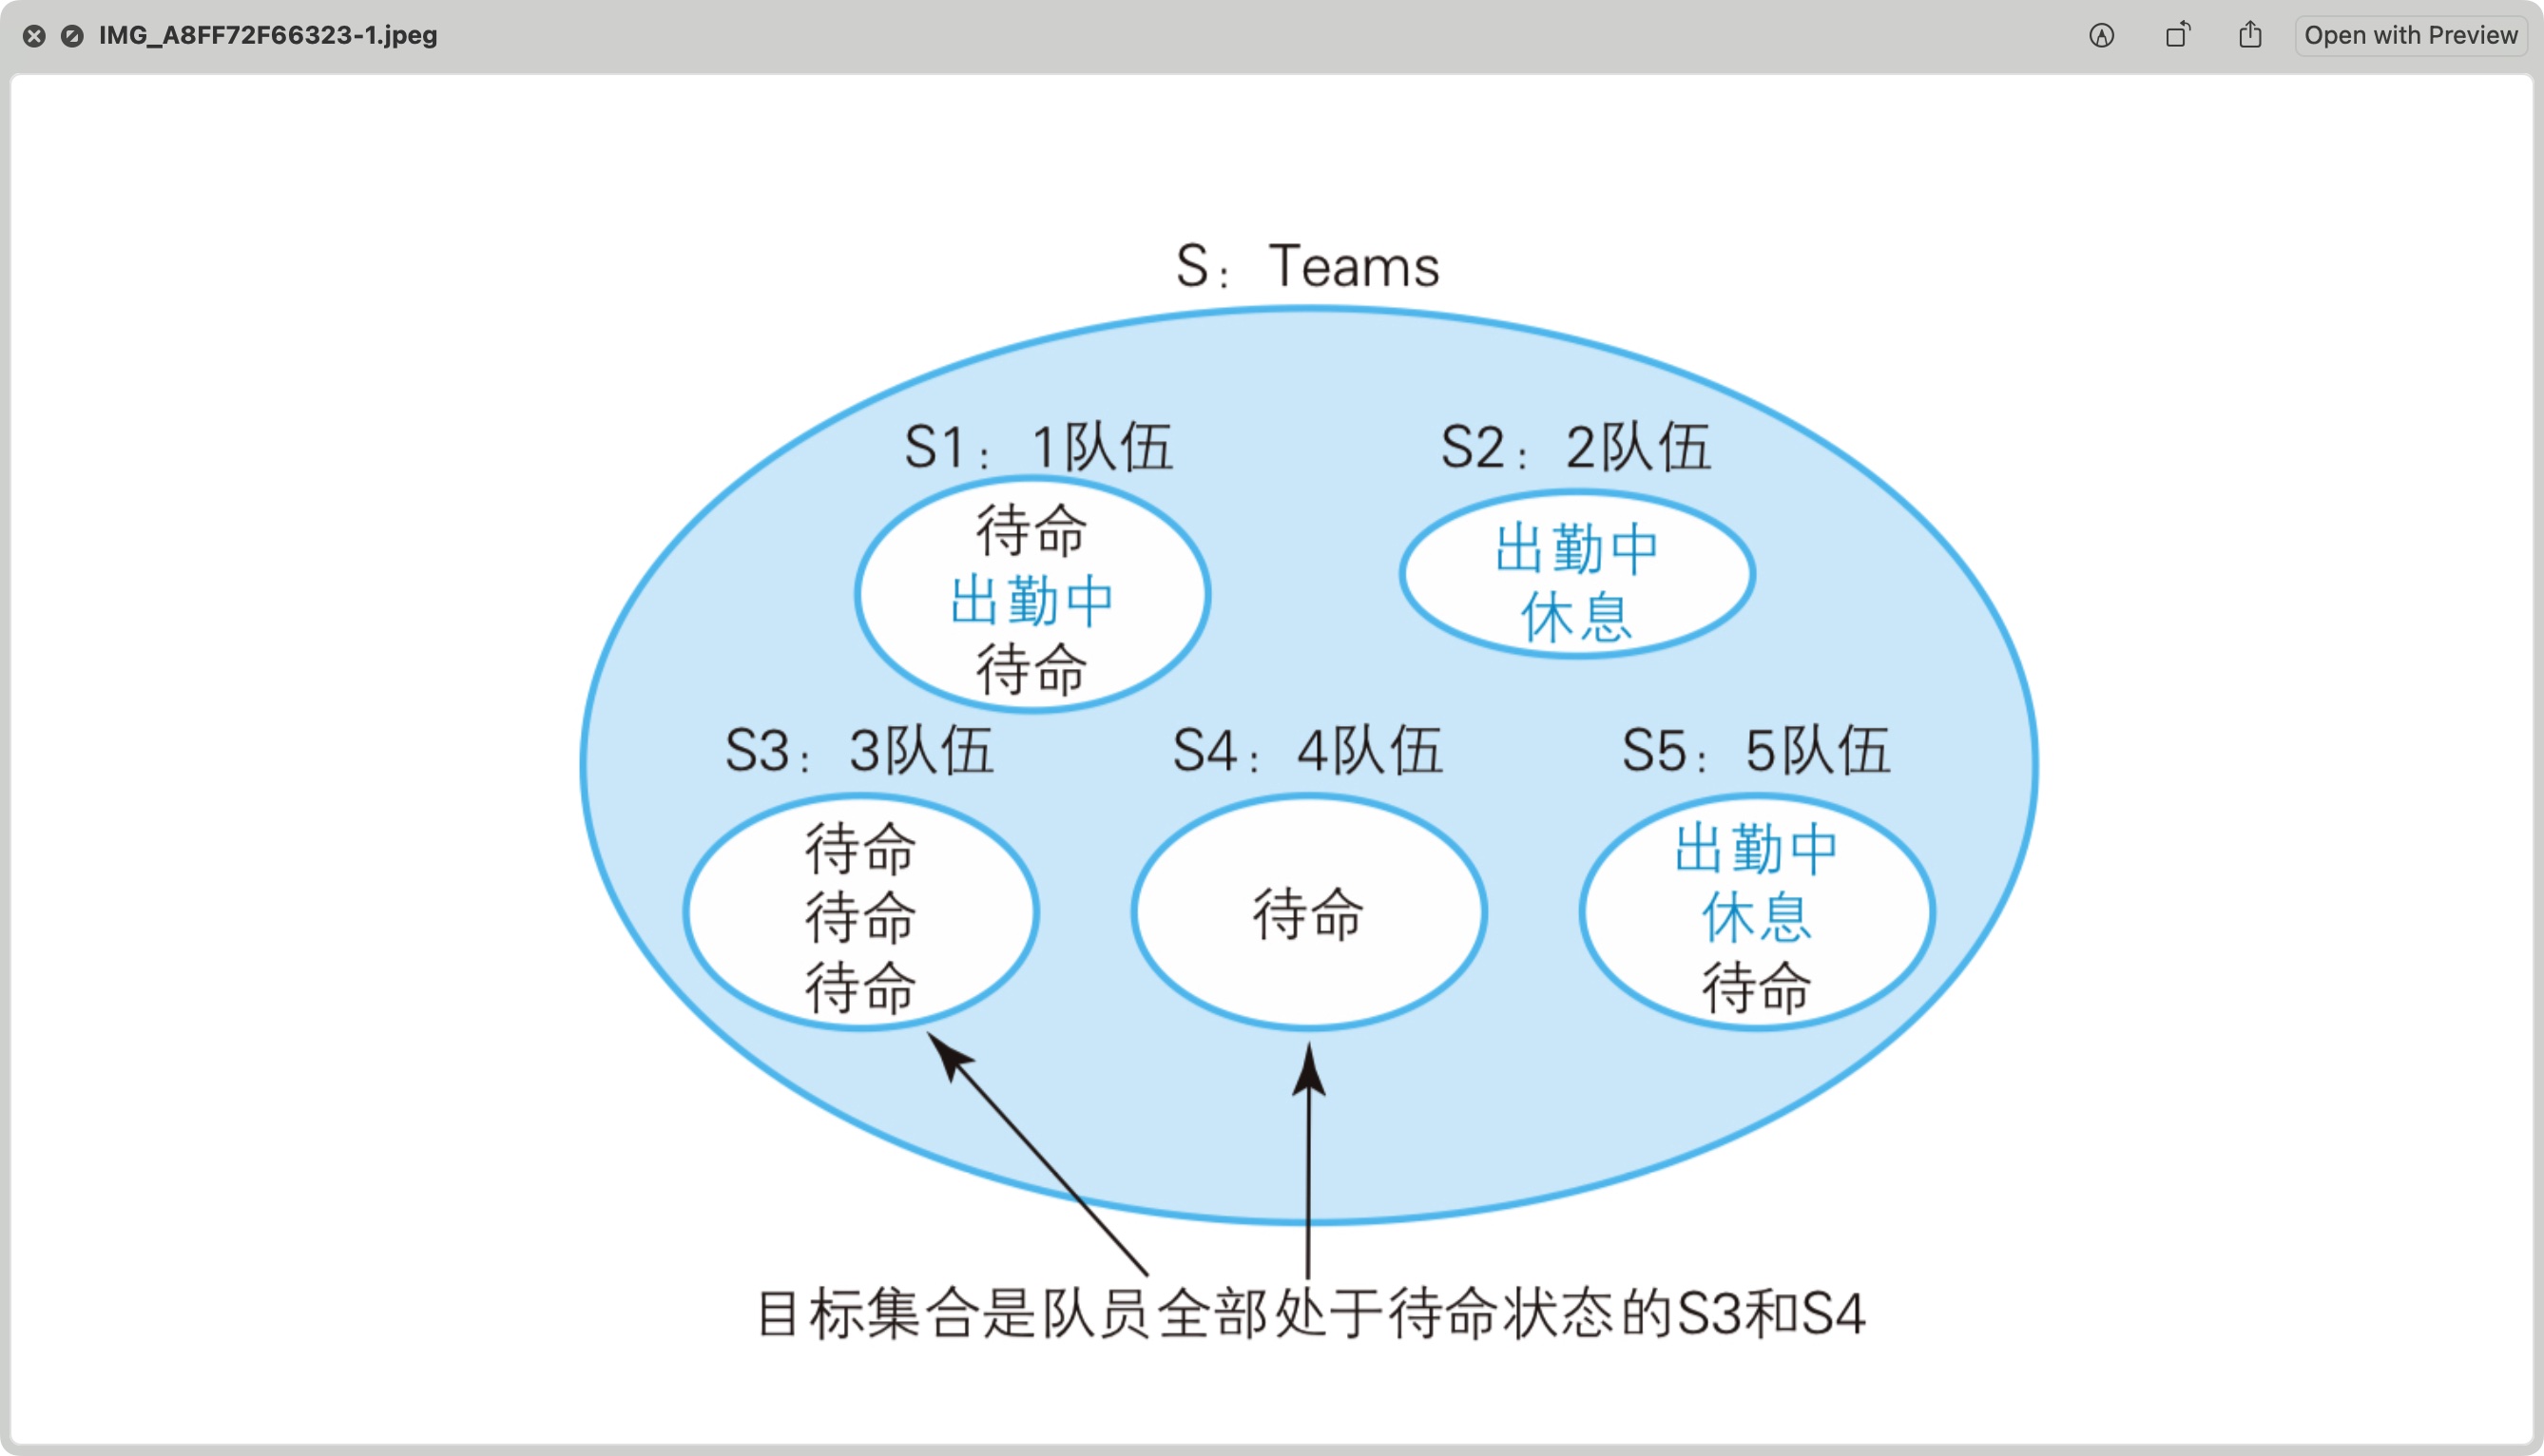 IMG_A8FF72F66323-1.jpeg
Open with Preview
S：Teams
S1：1队伍
待命
出勤中
待命
S2：2队伍
出勤中
休息
S3：3队伍
待命
待命
待命
S4：4队伍
待命
S5：5队伍
出勤中
休息
待命
目标集合是队员全部处于待命状态的S3和S4